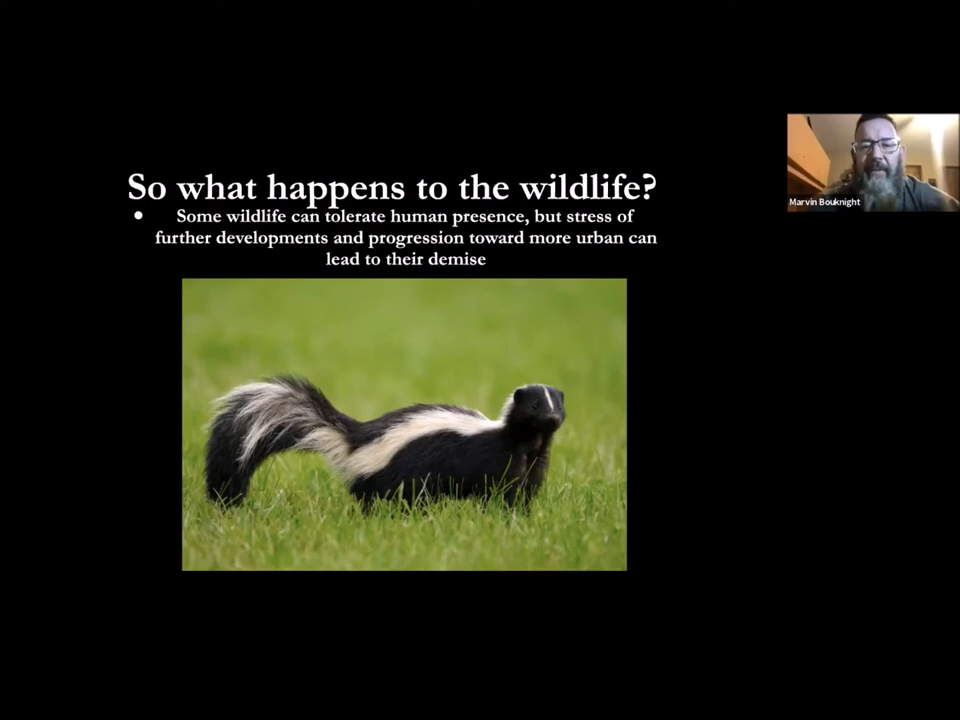 So what happens to the wildlife?
• Some wildlife can tolerate human presence, but stress of
further developments and progression toward more urban can
lead to their demise
Marvin Bouknight